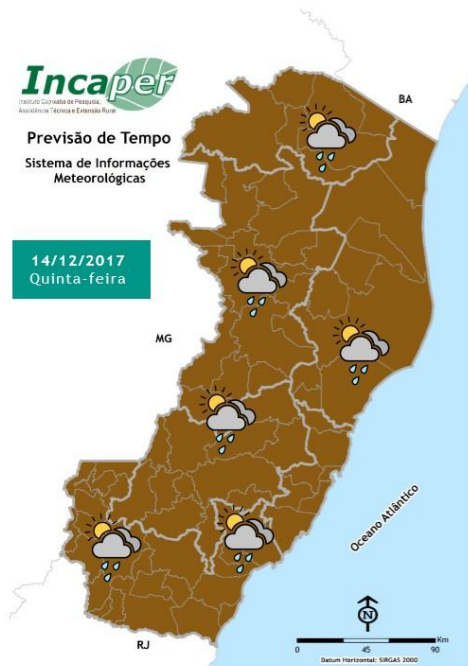 Incaper
Instituto Capixaba de Pesquisa,
Assistência Técnica e Extensão Rural
Previsão de Tempo
Sistema de Informações
Meteorológicas
14/12/2017
Quinta-feira
BA
MG
Oceano Atlântico
RJ
N
0 45 90
Km
Datum Horizontal: SIRGAS 2000